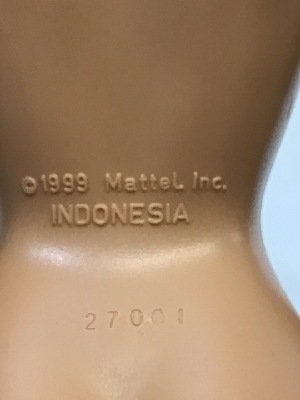 ©1999 Mattel, Inc.
INDONESIA
27001